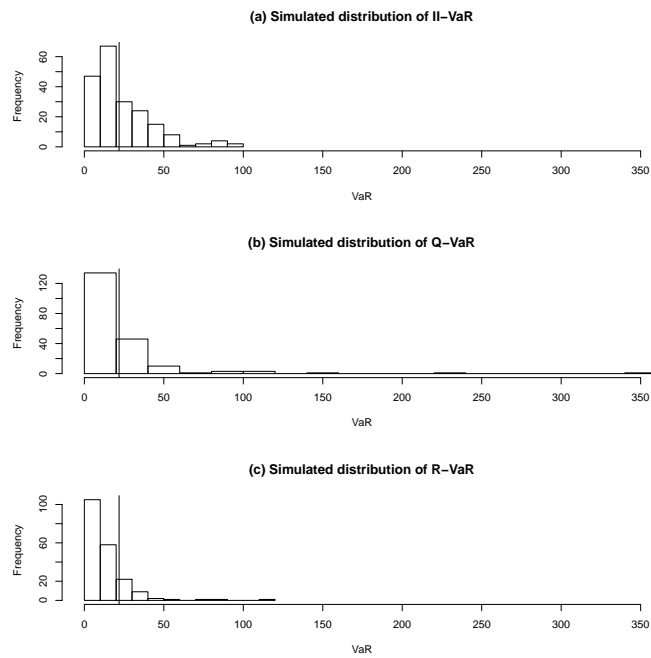 (a) Simulated distribution of II−VaR
Frequency
0 20 40 60
0 50 100 150 200 250 300 350
VaR
(b) Simulated distribution of Q−VaR
Frequency
0 40 80 120
0 50 100 150 200 250 300 350
VaR
(c) Simulated distribution of R−VaR
Frequency
0 20 60 100
0 50 100 150 200 250 300 350
VaR